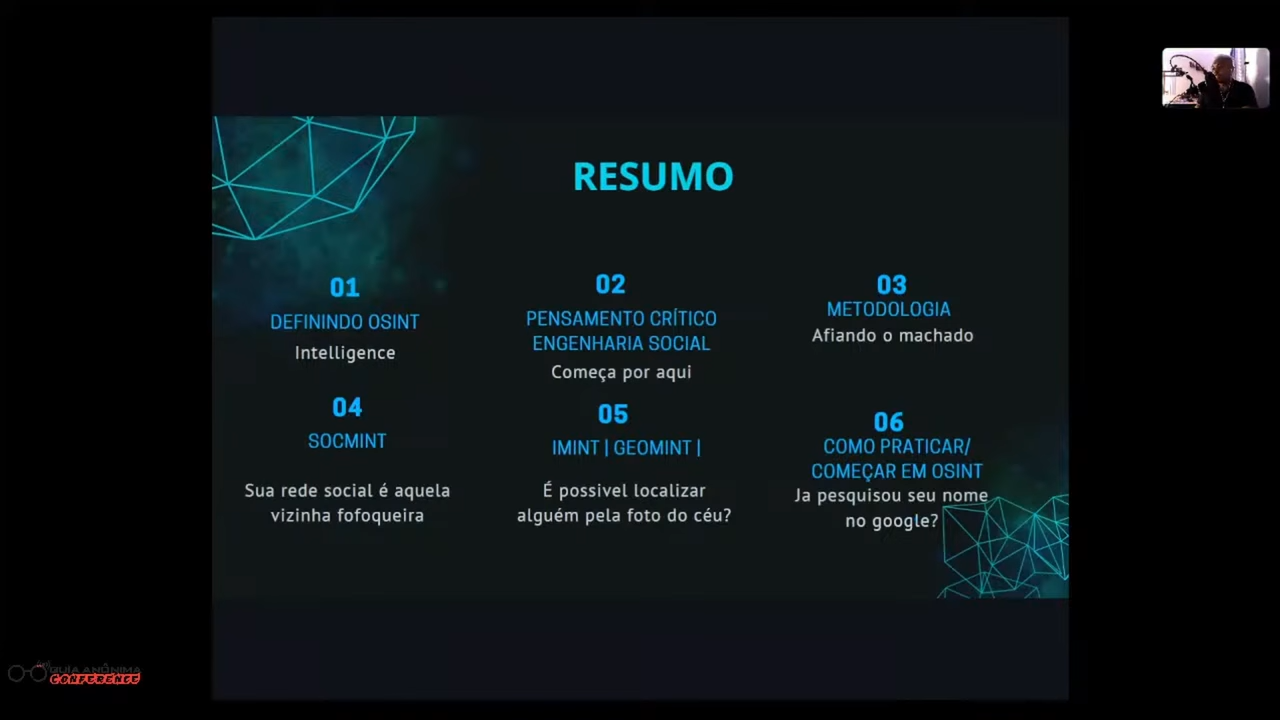 RESUMO
01
DEFININDO OSINT
Intelligence
02
PENSAMENTO CRÍTICO
ENGENHARIA SOCIAL
Começa por aqui
03
METODOLOGIA
Afiando o machado
04
SOCMINT
Sua rede social é aquela
vizinha fofoqueira
05
IMINT | GEOMINT |
É possivel localizar
alguém pela foto do céu?
06
COMO PRATICAR/
COMEÇAR EM OSINT
Ja pesquisou seu nome
no google?
GUIA ANÔNIMA
CONFERENCE